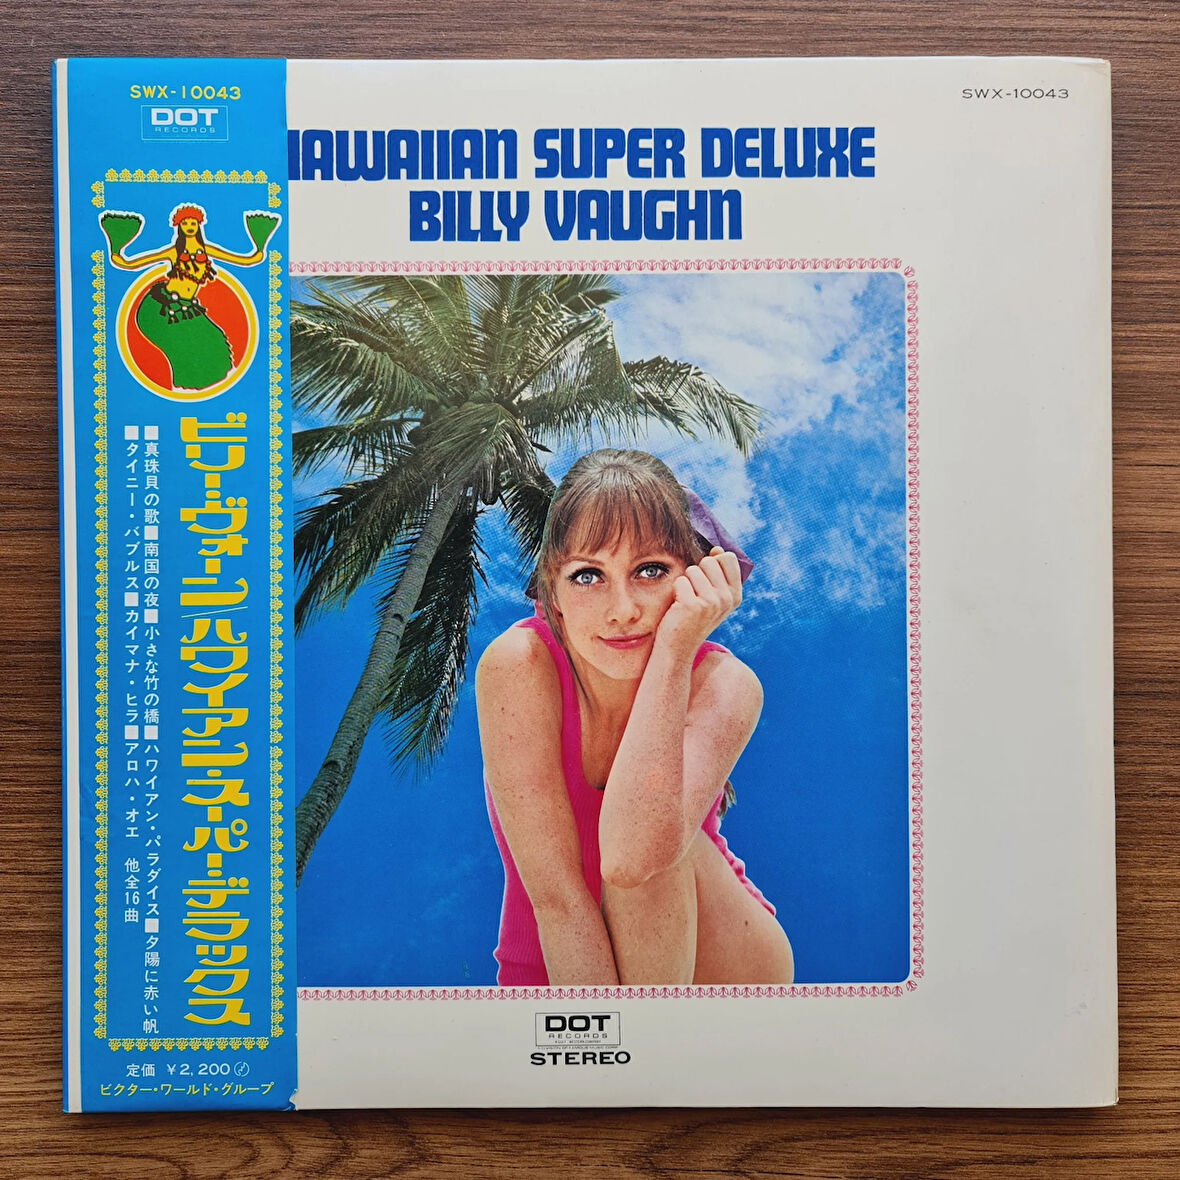 SWX-10043
DOT
RECORDS
ビリー・ヴォーン/ハワイアン・スーパー・デラックス
■真珠貝の歌■南国の夜■小さな竹の橋■ハワイアン・パラダイス■夕陽に赤い帆
■タイニー・バブルス■カイマナ・ヒラ■アロハ・オエ 他全16曲
定価 ¥2,200
ビクター・ワールド・グループ
SWX-10043
HAWAIIAN SUPER DELUXE
BILLY VAUGHN
DOT
RECORDS
STEREO